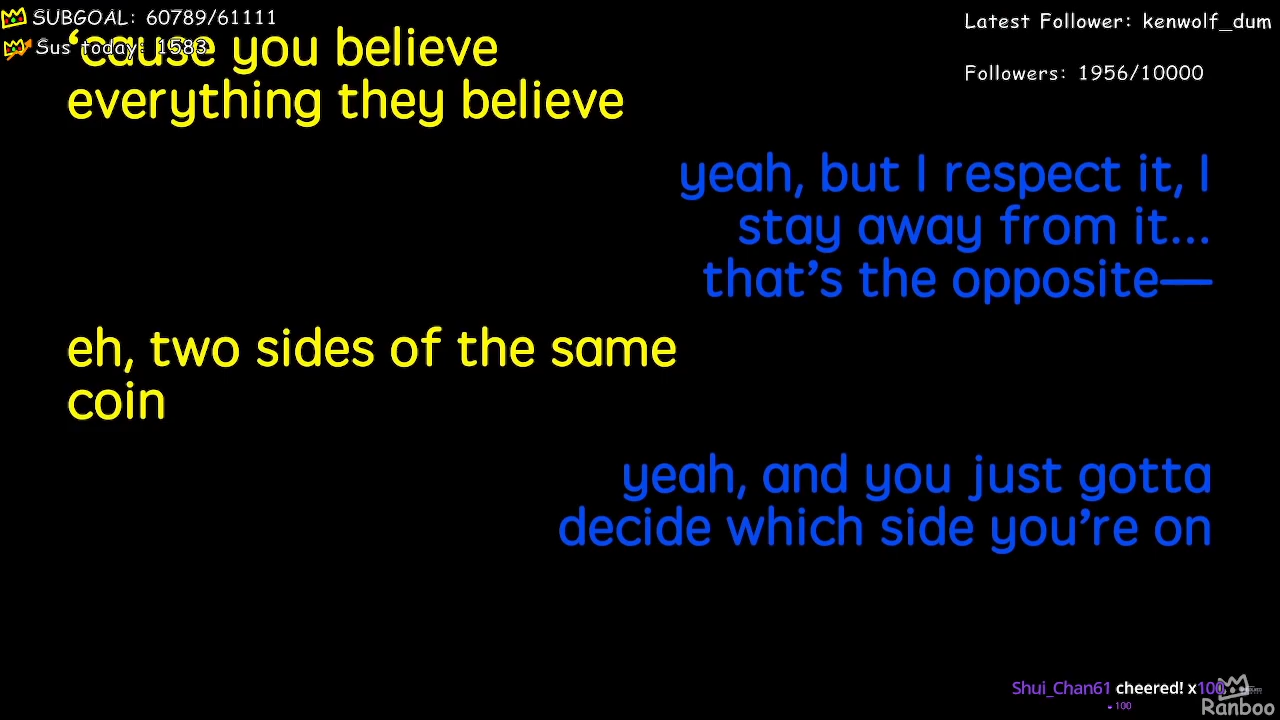 SUBGOAL: 60789/61111
Latest Follower: kenwolf_dum
Sus today: 1583
‘cause you believe
Followers: 1956/10000
everything they believe
yeah, but I respect it, I
stay away from it...
that’s the opposite—
eh, two sides of the same
coin
yeah, and you just gotta
decide which side you’re on
Shui_Chan61 cheered! x100
100
Ranboo